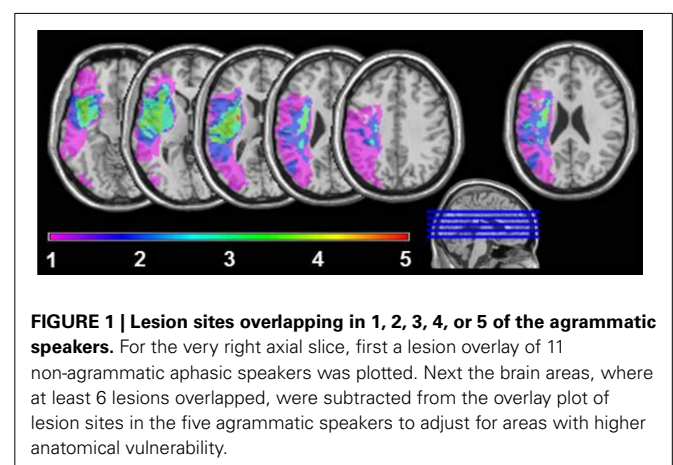 1 2 3 4 5
FIGURE 1 | Lesion sites overlapping in 1, 2, 3, 4, or 5 of the agrammatic
speakers. For the very right axial slice, first a lesion overlay of 11
non-agrammatic aphasic speakers was plotted. Next the brain areas, where
at least 6 lesions overlapped, were subtracted from the overlay plot of
lesion sites in the five agrammatic speakers to adjust for areas with higher
anatomical vulnerability.